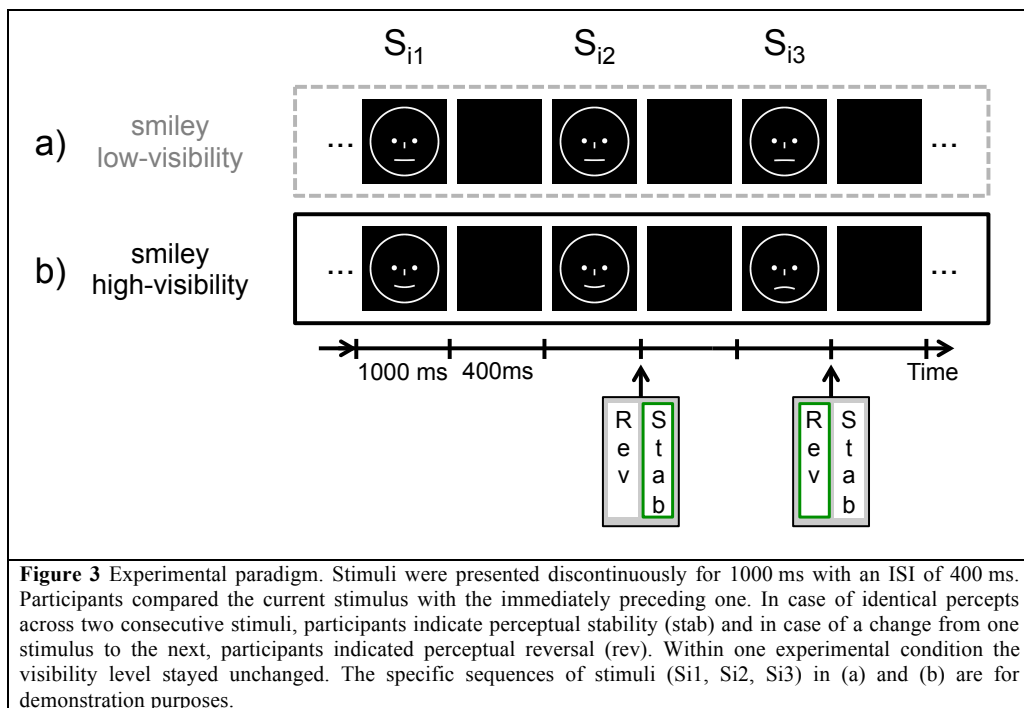 Si1 Si2 Si3
a) smiley
low-visibility
... ...
b) smiley
high-visibility
... ...
1000 ms 400ms Time
Rev Stab Rev Stab
Figure 3 Experimental paradigm. Stimuli were presented discontinuously for 1000 ms with an ISI of 400 ms.
Participants compared the current stimulus with the immediately preceding one. In case of identical percepts
across two consecutive stimuli, participants indicate perceptual stability (stab) and in case of a change from one
stimulus to the next, participants indicated perceptual reversal (rev). Within one experimental condition the
visibility level stayed unchanged. The specific sequences of stimuli (Si1, Si2, Si3) in (a) and (b) are for
demonstration purposes.